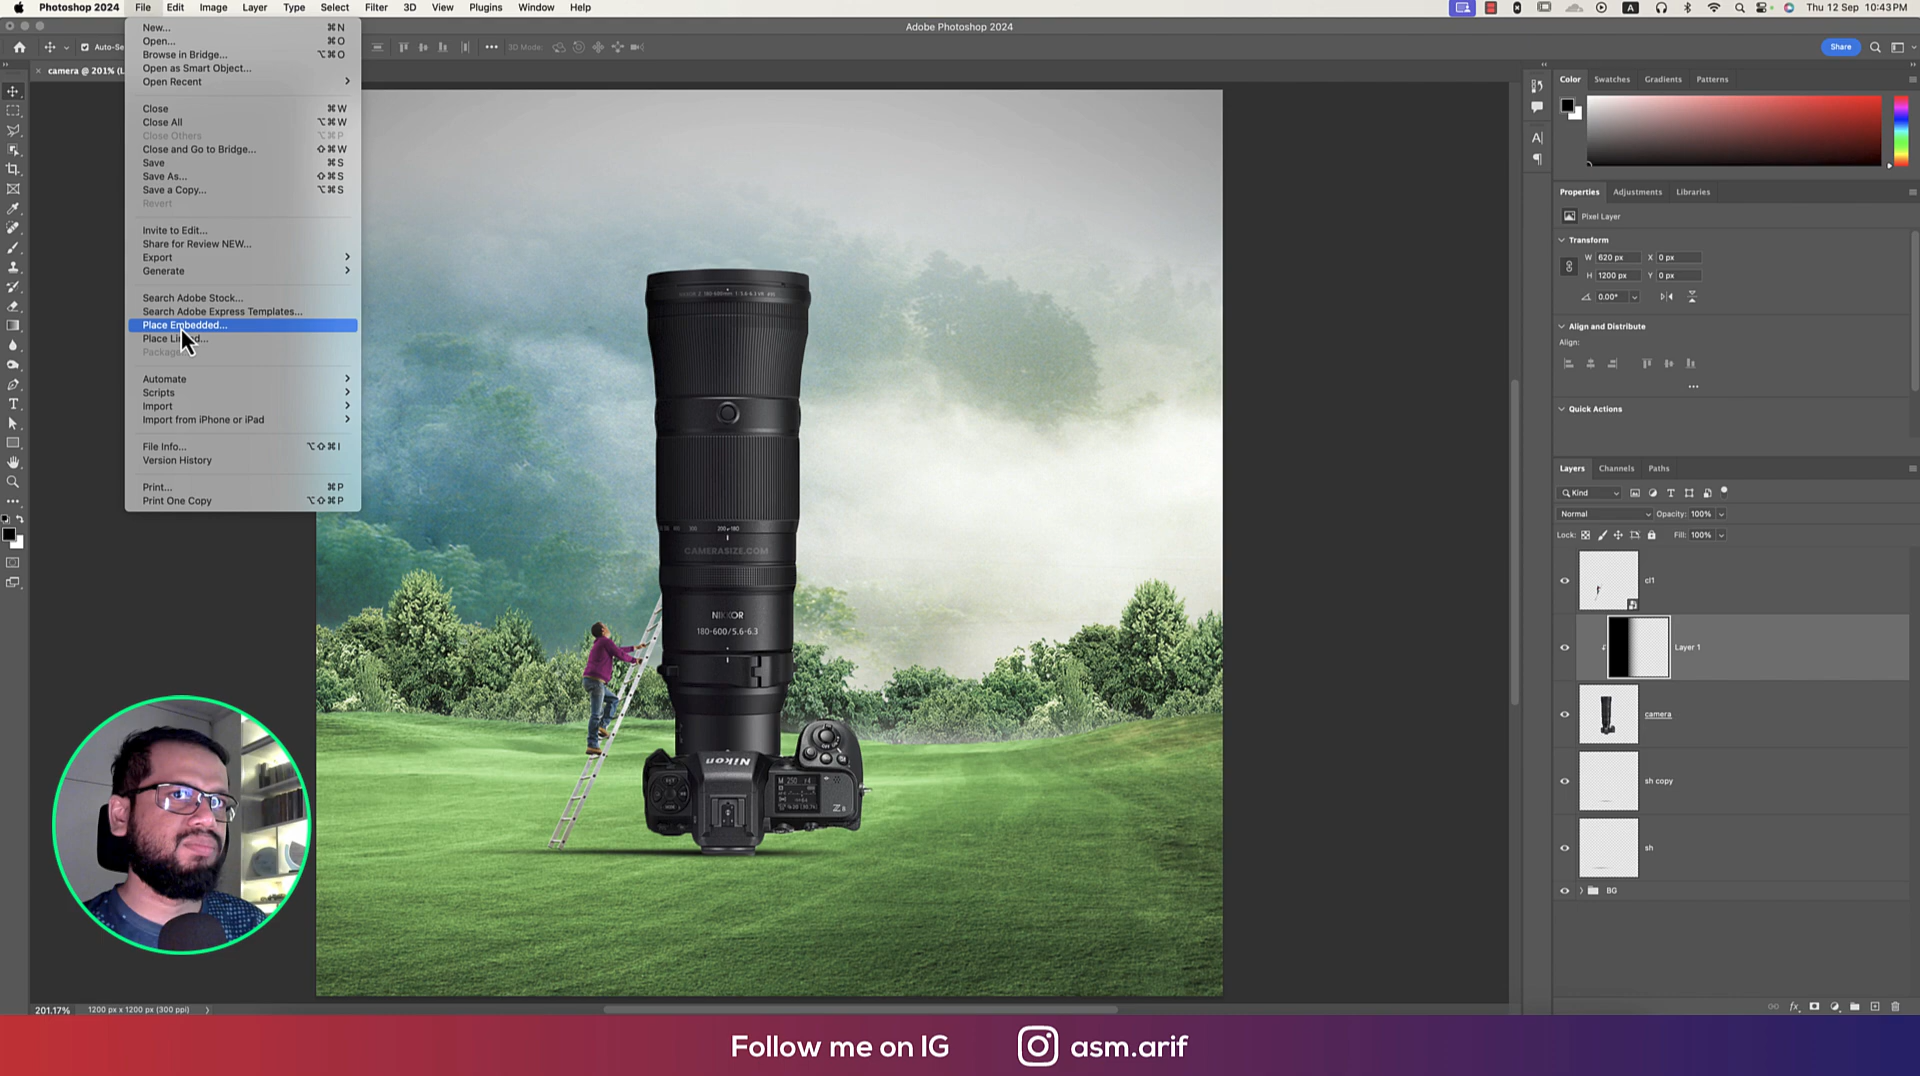 Photoshop 2024 File Edit Image Layer Type Select Filter 3D View Plugins Window Help
A
Thu 12 Sep 10:43 PM
Adobe Photoshop 2024
Auto-Se
3D Mode:
Share
camera @ 201% (L
New... ⌘N
Open... ⌘O
Browse in Bridge... ⌥⌘O
Open as Smart Object...
Open Recent
Close ⌘W
Close All ⌥⌘W
Close Others ⌥⌘P
Close and Go to Bridge... ⇧⌘W
Save ⌘S
Save As... ⇧⌘S
Save a Copy... ⌥⌘S
Revert
Invite to Edit...
Share for Review NEW...
Export
Generate
Search Adobe Stock...
Search Adobe Express Templates...
Place Embedded...
Automate
Scripts
Import
Import from iPhone or iPad
File Info... ⌥⇧⌘I
Version History
Print... ⌘P
Print One Copy ⌥⇧⌘P
CAMERASIZE.COM
NIKKOR
180-600/5.6-6.3
Nikon
Color Swatches Gradients Patterns
Properties Adjustments Libraries
Pixel Layer
Transform
W 620 px X 0 px
H 1200 px Y 0 px
0.00°
Align and Distribute
Align:
Quick Actions
Layers Channels Paths
Kind
Normal Opacity: 100%
Lock: Fill: 100%
cl1
Layer 1
camera
sh copy
sh
BG
201.17% 1200 px x 1200 px (300 ppi)
Follow me on IG asm.arif